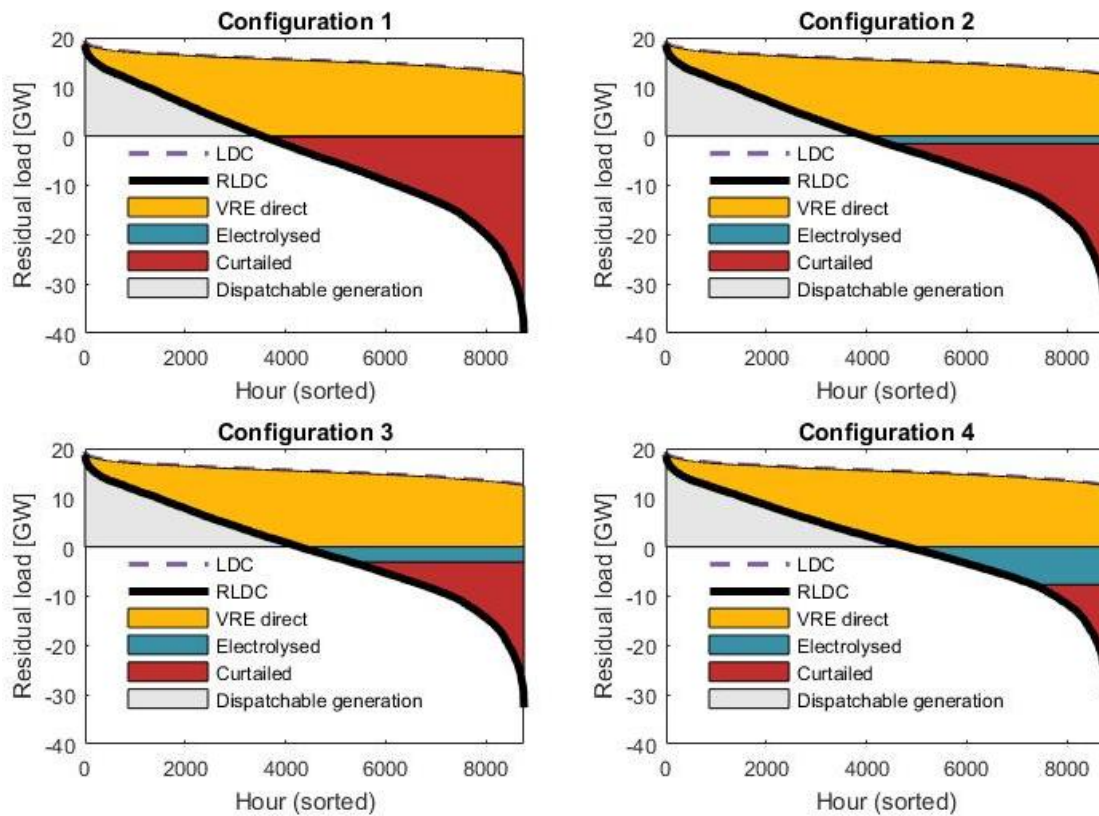 Configuration 1
Residual load [GW]
20
10
0
-10
-20
-30
-40
LDC
RLDC
VRE direct
Electrolysed
Curtailed
Dispatchable generation
0 2000 4000 6000 8000
Hour (sorted)
Configuration 2
Residual load [GW]
20
10
0
-10
-20
-30
-40
LDC
RLDC
VRE direct
Electrolysed
Curtailed
Dispatchable generation
0 2000 4000 6000 8000
Hour (sorted)
Configuration 3
Residual load [GW]
20
10
0
-10
-20
-30
-40
LDC
RLDC
VRE direct
Electrolysed
Curtailed
Dispatchable generation
0 2000 4000 6000 8000
Hour (sorted)
Configuration 4
Residual load [GW]
20
10
0
-10
-20
-30
-40
LDC
RLDC
VRE direct
Electrolysed
Curtailed
Dispatchable generation
0 2000 4000 6000 8000
Hour (sorted)